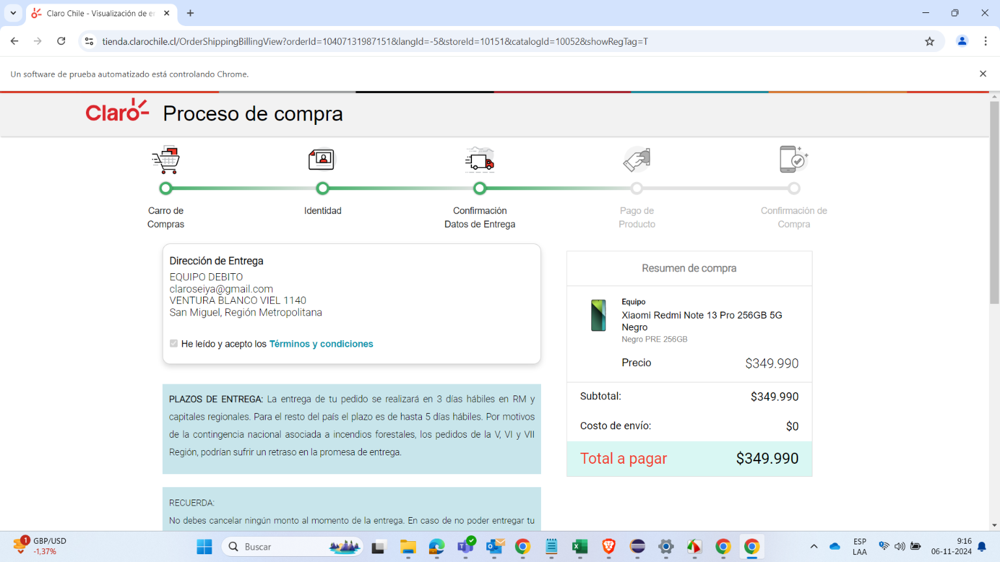 Claro Chile - Visualización de e
tienda.clarochile.cl/OrderShippingBillingView?orderId=10407131987151&langId=-5&storeId=10151&catalogId=10052&showRegTag=T
Un software de prueba automatizado está controlando Chrome.
Claro
Proceso de compra
Carro de
Compras
Identidad
Confirmación
Datos de Entrega
Pago de
Producto
Confirmación de
Compra
Dirección de Entrega
EQUIPO DEBITO
claroseiya@gmail.com
VENTURA BLANCO VIEL 1140
San Miguel, Región Metropolitana
He leído y acepto los Términos y condiciones
PLAZOS DE ENTREGA: La entrega de tu pedido se realizará en 3 días hábiles en RM y
capitales regionales. Para el resto del país el plazo es de hasta 5 días hábiles. Por motivos
de la contingencia nacional asociada a incendios forestales, los pedidos de la V, VI y VII
Región, podrían sufrir un retraso en la promesa de entrega.
RECUERDA:
No debes cancelar ningún monto al momento de la entrega. En caso de no poder entregar tu
Resumen de compra
Equipo
Xiaomi Redmi Note 13 Pro 256GB 5G
Negro
Negro PRE 256GB
Precio $349.990
Subtotal: $349.990
Costo de envío: $0
Total a pagar $349.990
1
GBP/USD
-1,37%
Buscar
ESP
LAA
9:16
06-11-2024